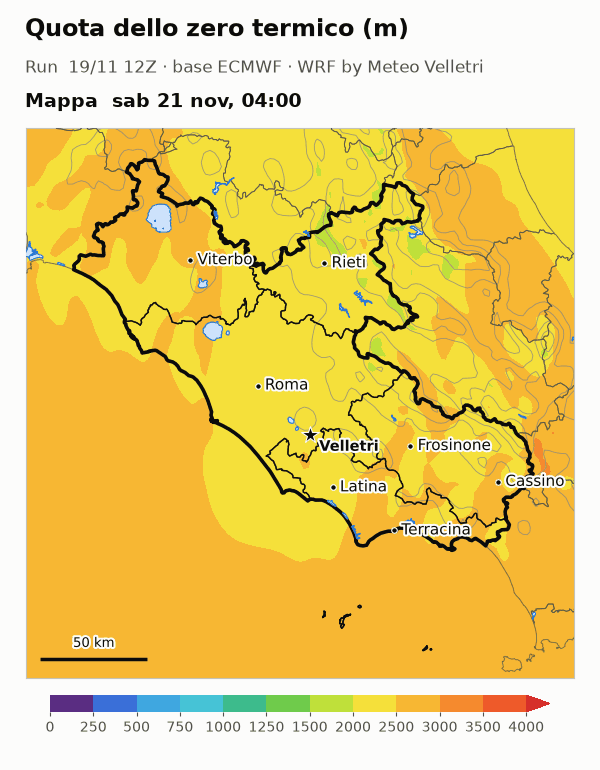 Quota dello zero termico (m)
Run  19/11 12Z · base ECMWF · WRF by Meteo Velletri
Mappa  sab 21 nov, 04:00
Viterbo
Rieti
Roma
Velletri
Frosinone
Latina
Cassino
Terracina
50 km
0 250 500 750 1000 1250 1500 2000 2500 3000 3500 4000